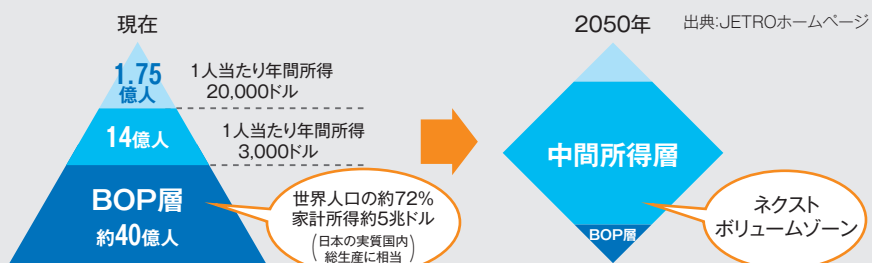 現在
1.75
億人
1人当たり年間所得
20,000ドル
14億人
1人当たり年間所得
3,000ドル
BOP層
約40億人
世界人口の約72%
家計所得約5兆ドル
(日本の実質国内
総生産に相当)
2050年
出典:JETROホームページ
中間所得層
BOP層
ネクスト
ボリュームゾーン